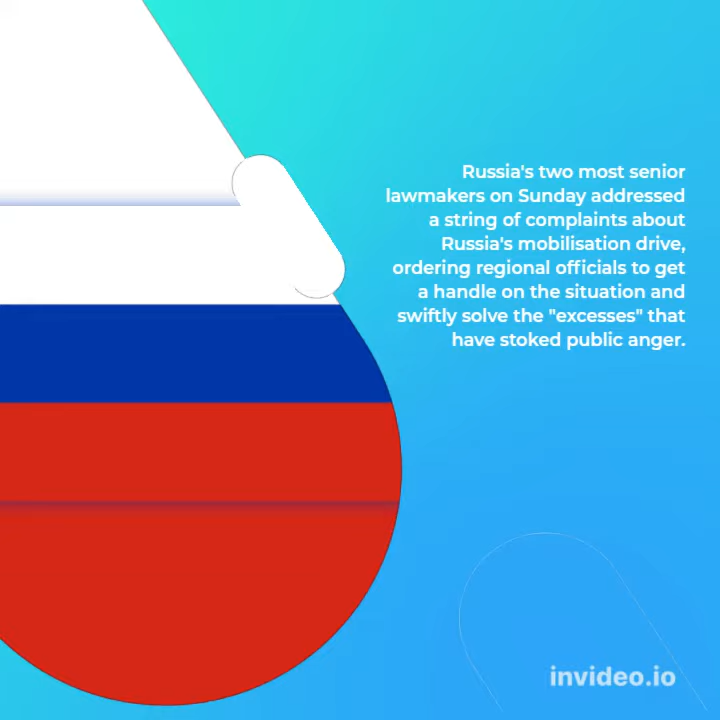 Russia's two most senior
lawmakers on Sunday addressed
a string of complaints about
Russia's mobilisation drive,
ordering regional officials to get
a handle on the situation and
swiftly solve the "excesses" that
have stoked public anger.
invideo.io